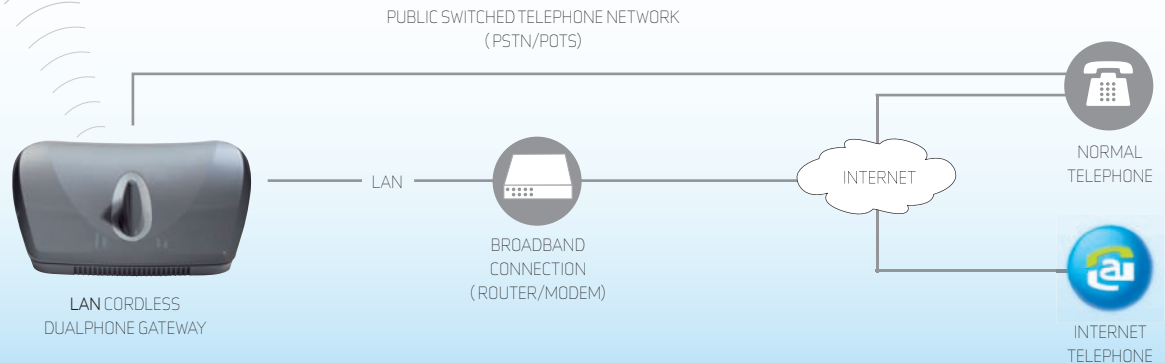 PUBLIC SWITCHED TELEPHONE NETWORK
(PSTN/POTS)
LAN
INTERNET
NORMAL
TELEPHONE
BROADBAND
CONNECTION
(ROUTER/MODEM)
LAN CORDLESS
DUALPHONE GATEWAY
a
INTERNET
TELEPHONE